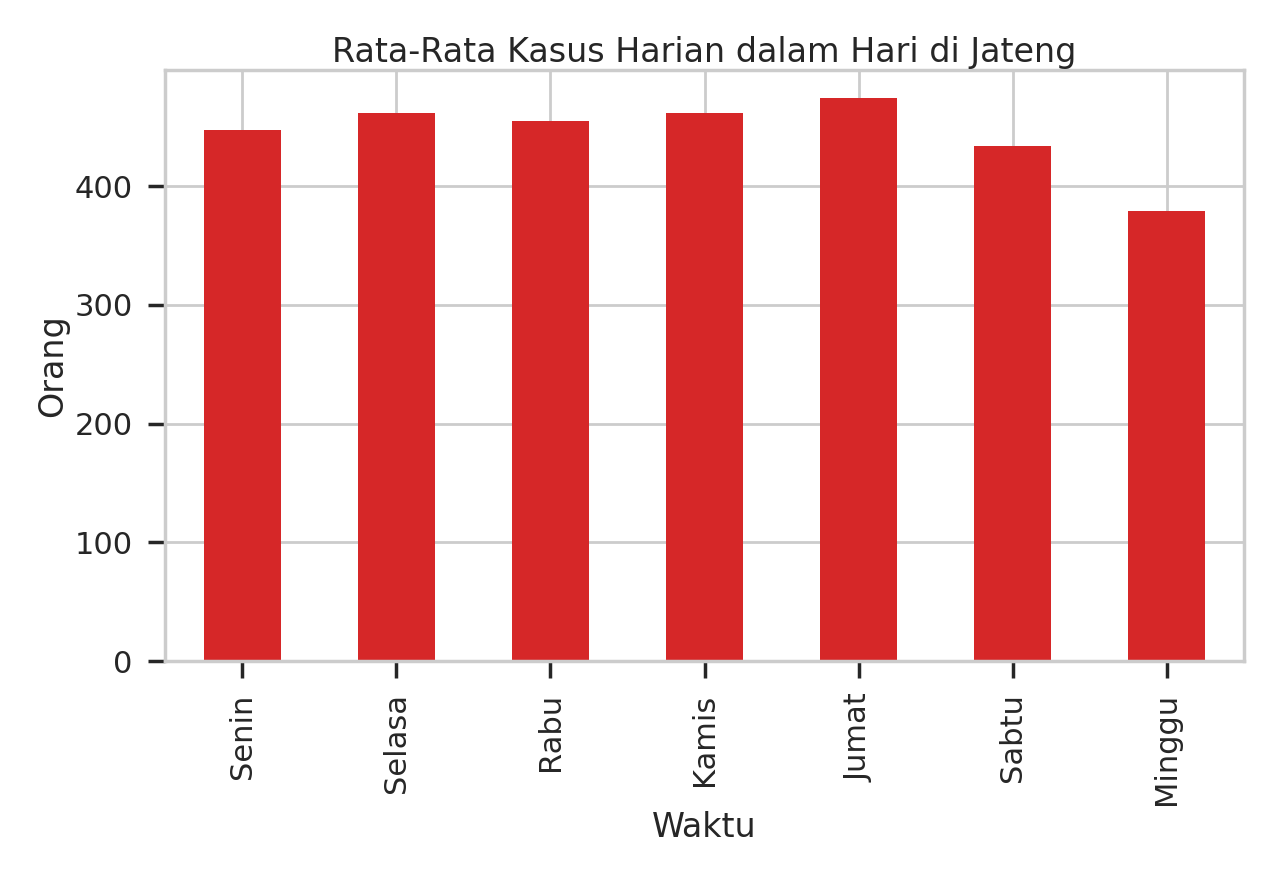 Rata-Rata Kasus Harian dalam Hari di Jateng
Orang
400
300
200
100
0
Senin
Selasa
Rabu
Kamis
Jumat
Sabtu
Minggu
Waktu